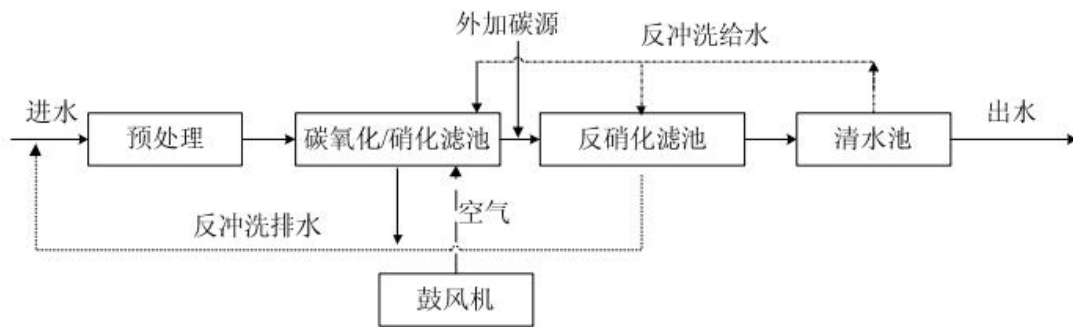 外加碳源
反冲洗给水
进水
预处理
碳氧化/硝化滤池
反硝化滤池
清水池
出水
反冲洗排水
空气
鼓风机